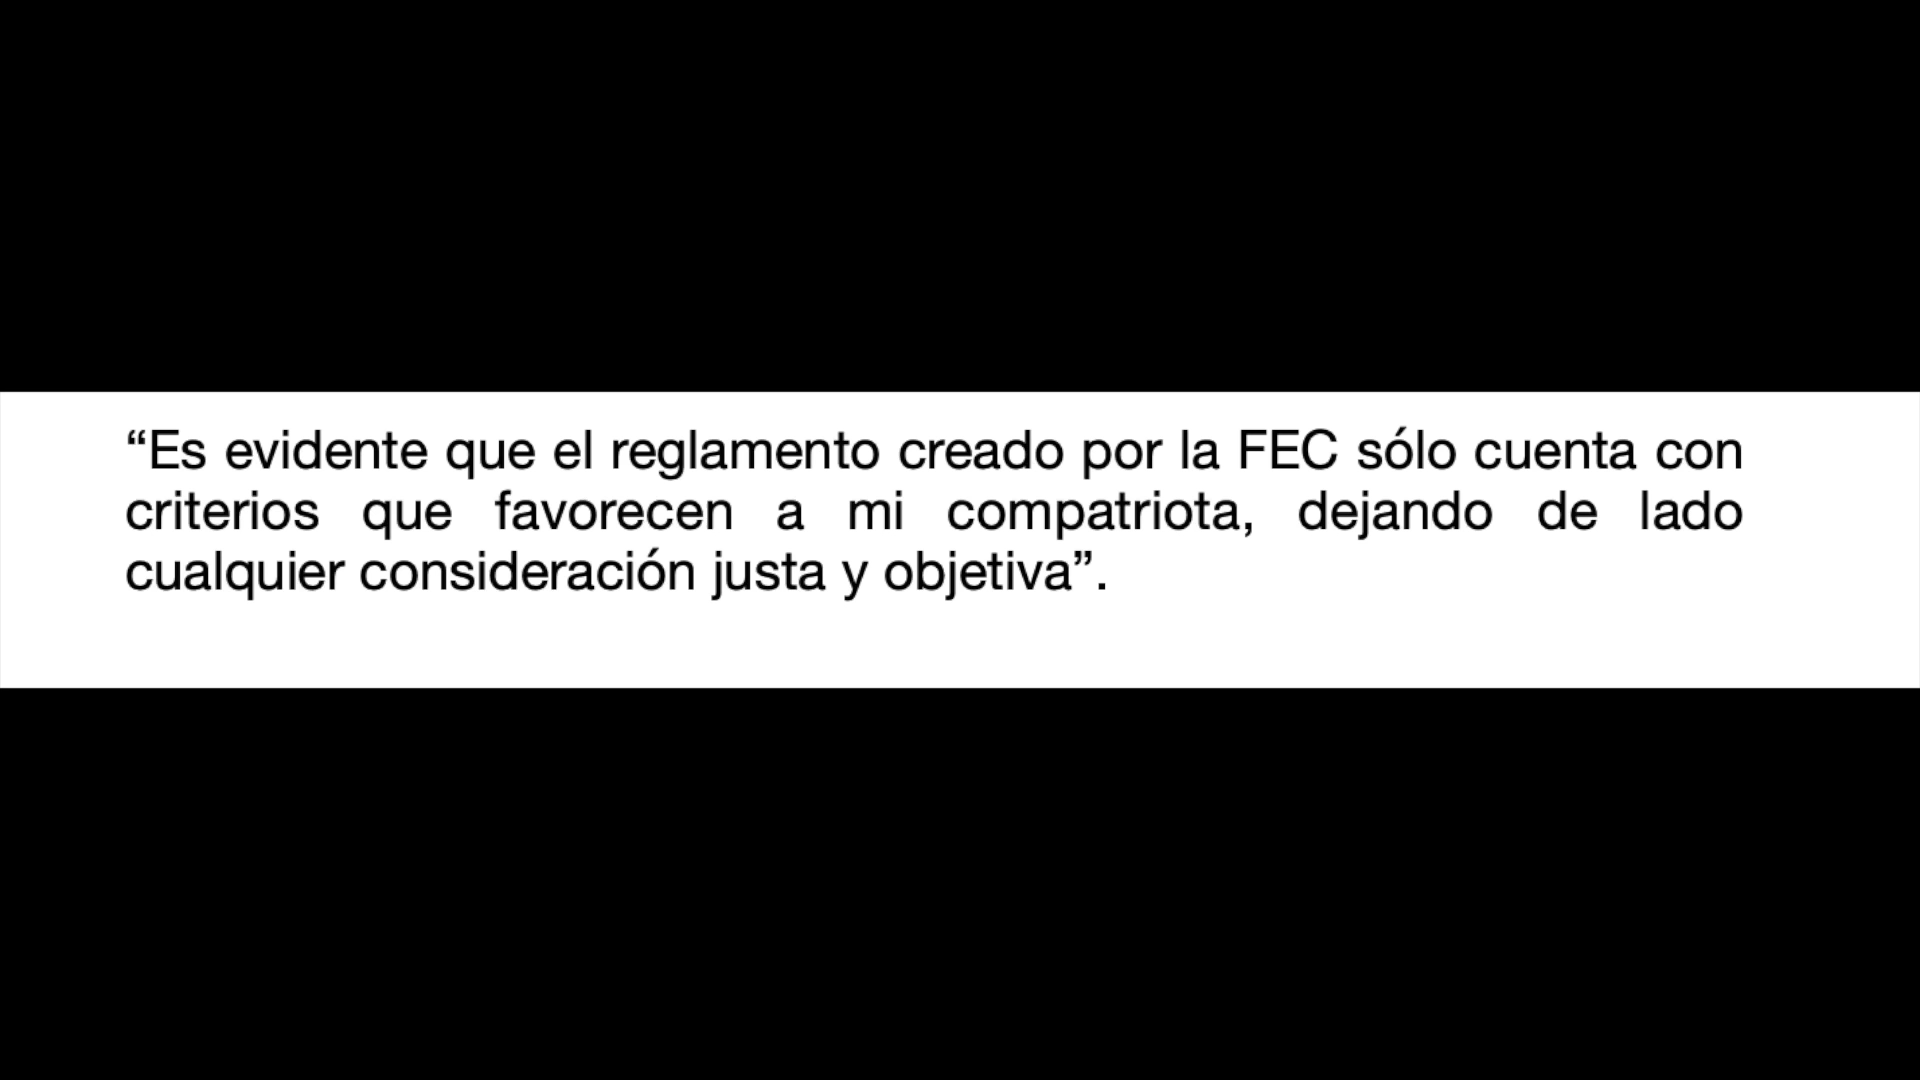 “Es evidente que el reglamento creado por la FEC sólo cuenta con
criterios que favorecen a mi compatriota, dejando de lado
cualquier consideración justa y objetiva”.